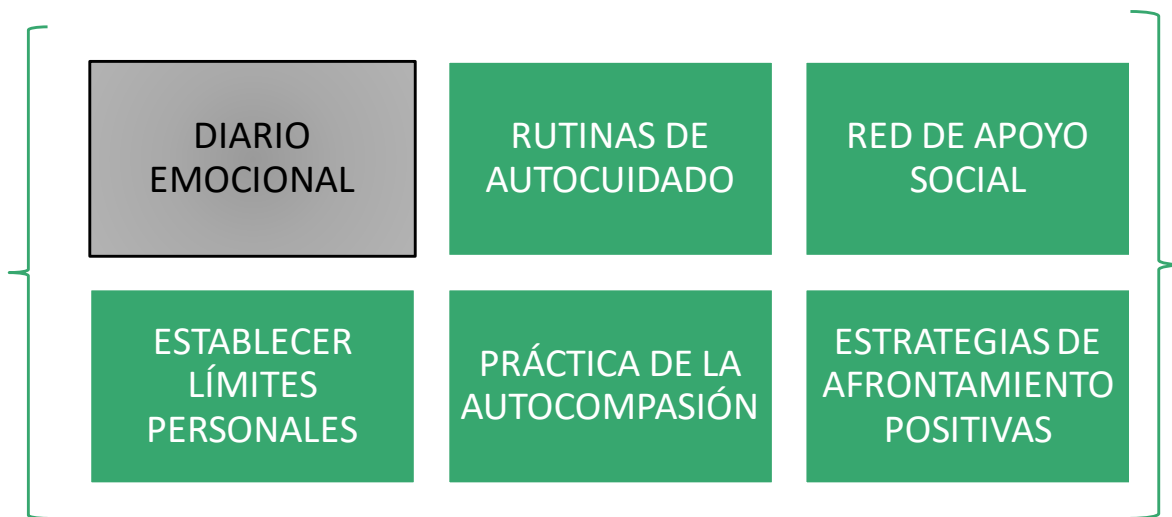 DIARIO
EMOCIONAL
RUTINAS DE
AUTOCUIDADO
RED DE APOYO
SOCIAL
ESTABLECER
LÍMITES
PERSONALES
PRÁCTICA DE LA
AUTOCOMPASIÓN
ESTRATEGIAS DE
AFRONTAMIENTO
POSITIVAS